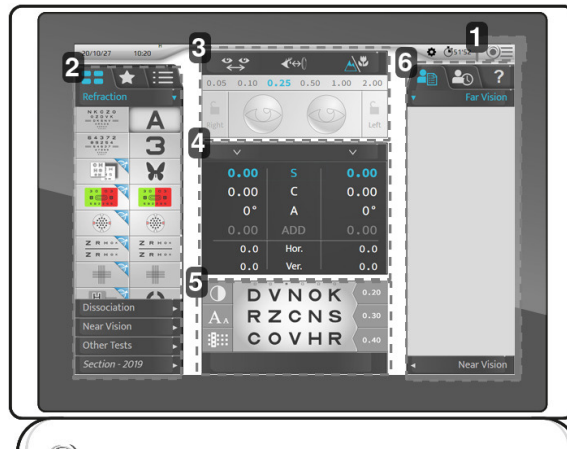 1
20/10/27 10:20 51'52
2 3 6
?
Refraction Far Vision
0.05 0.10 0.25 0.50 1.00 2.00
Right Left
4
0.00 S 0.00
0.00 C 0.00
0° A 0°
0.00 ADD 0.00
0.0 Hor. 0.0
0.0 Ver. 0.0
A
3
Z R H
Z R H
Z R H
Z R H
5
D V N O K 0.20
A A R Z C N S 0.30
C O V H R 0.40
Dissociation
Near Vision
Other Tests
Section - 2019
Near Vision